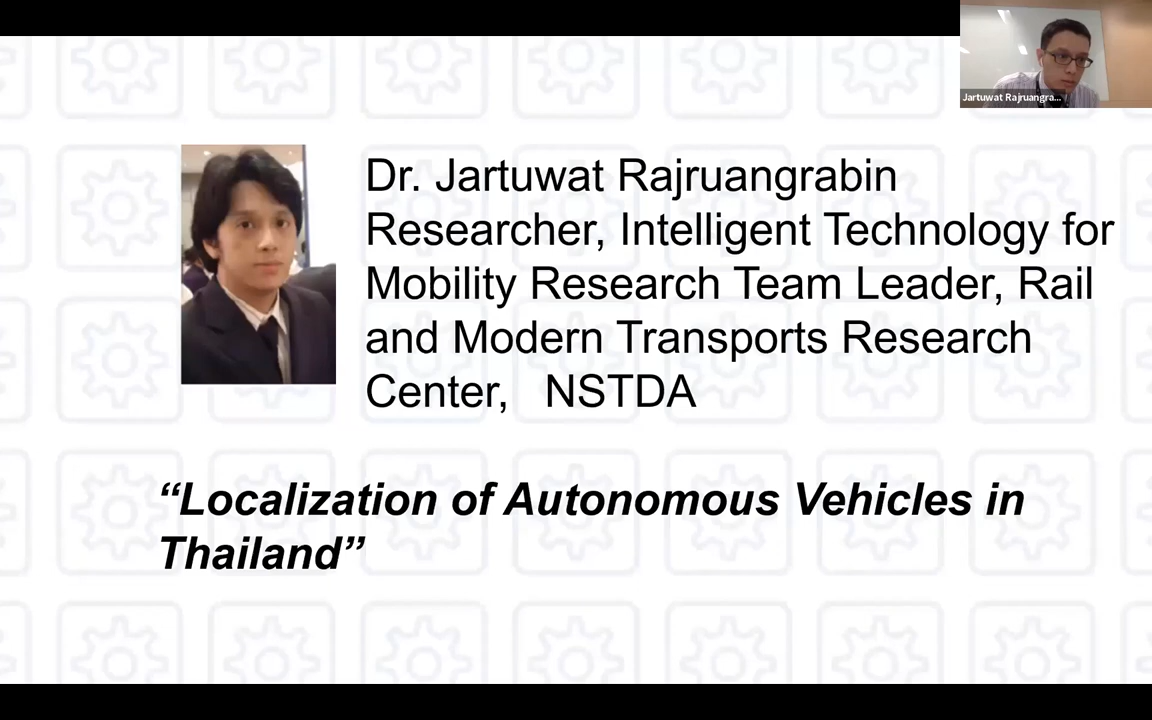 Jartuwat Rajruangra...
Dr. Jartuwat Rajruangrabin
Researcher, Intelligent Technology for
Mobility Research Team Leader, Rail
and Modern Transports Research
Center, NSTDA
“Localization of Autonomous Vehicles in
Thailand”